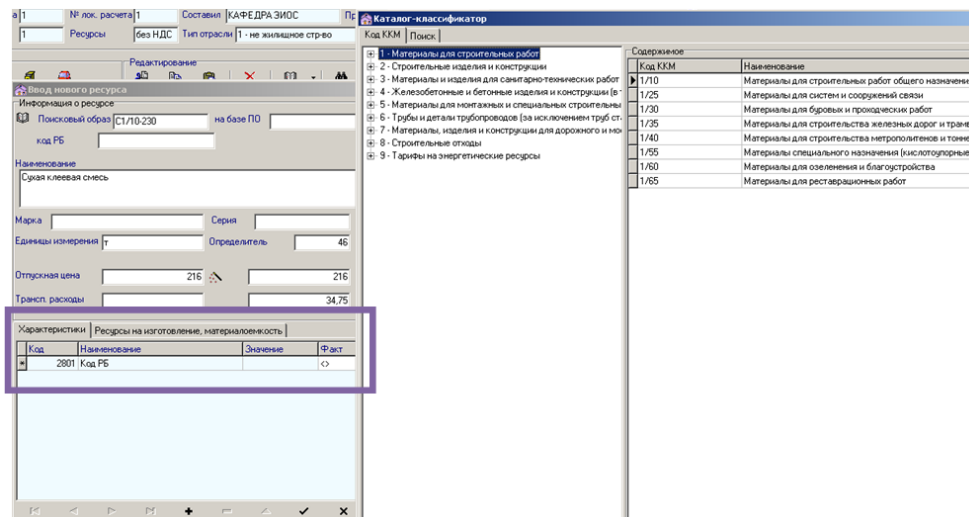 а 1 № лок. расчета 1 Составил КАФЕДРА ЭИОС
1 Ресурсы без НДС Тип отрасли 1 - не жилищное стр-во
Редактирование
Ввод нового ресурса
Информация о ресурсе
Поисковый образ С1/10-230 на базе ПО
код РБ
Наименование
Сухая клеевая смесь
Марка Серия
Единицы измерения т Определитель 46
Отпускная цена 216 216
Трансп. расходы 34,75
Характеристики Ресурсы на изготовление, материалоемкость
Код Наименование Значение Факт
2801 Код РБ <>
Каталог-классификатор
Код ККМ Поиск
1 - Материалы для строительных работ
2 - Строительные изделия и конструкции
3 - Материалы и изделия для санитарно-технических работ
4 - Железобетонные и бетонные изделия и конструкции (в т
5 - Материалы для монтажных и специальных строительны
6 - Трубы и детали трубопроводов (за исключением труб ст.
7 - Материалы, изделия и конструкции для дорожного и мо
8 - Строительные отходы
9 - Тарифы на энергетические ресурсы
Содержимое
Код ККМ Наименование
1/10 Материалы для строительных работ общего назначения
1/25 Материалы для систем и сооружений связи
1/30 Материалы для буровых и проходческих работ
1/35 Материалы для строительства железных дорог и трамв
1/40 Материалы для строительства метрополитенов и тонне
1/55 Материалы специального назначения (кислотоупорные
1/60 Материалы для озеленения и благоустройства
1/65 Материалы для реставрационных работ